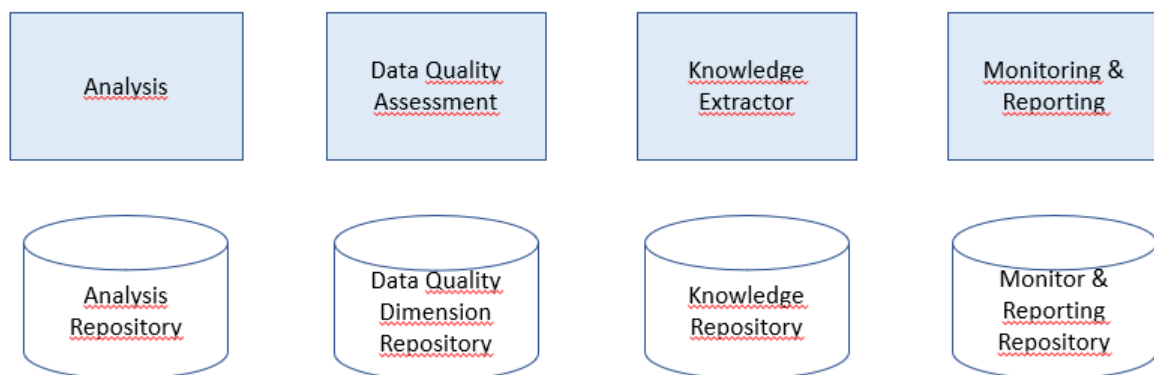 Analysis
Data Quality
Assessment
Knowledge
Extractor
Monitoring &
Reporting
Analysis
Repository
Data Quality
Dimension
Repository
Knowledge
Repository
Monitor &
Reporting
Repository